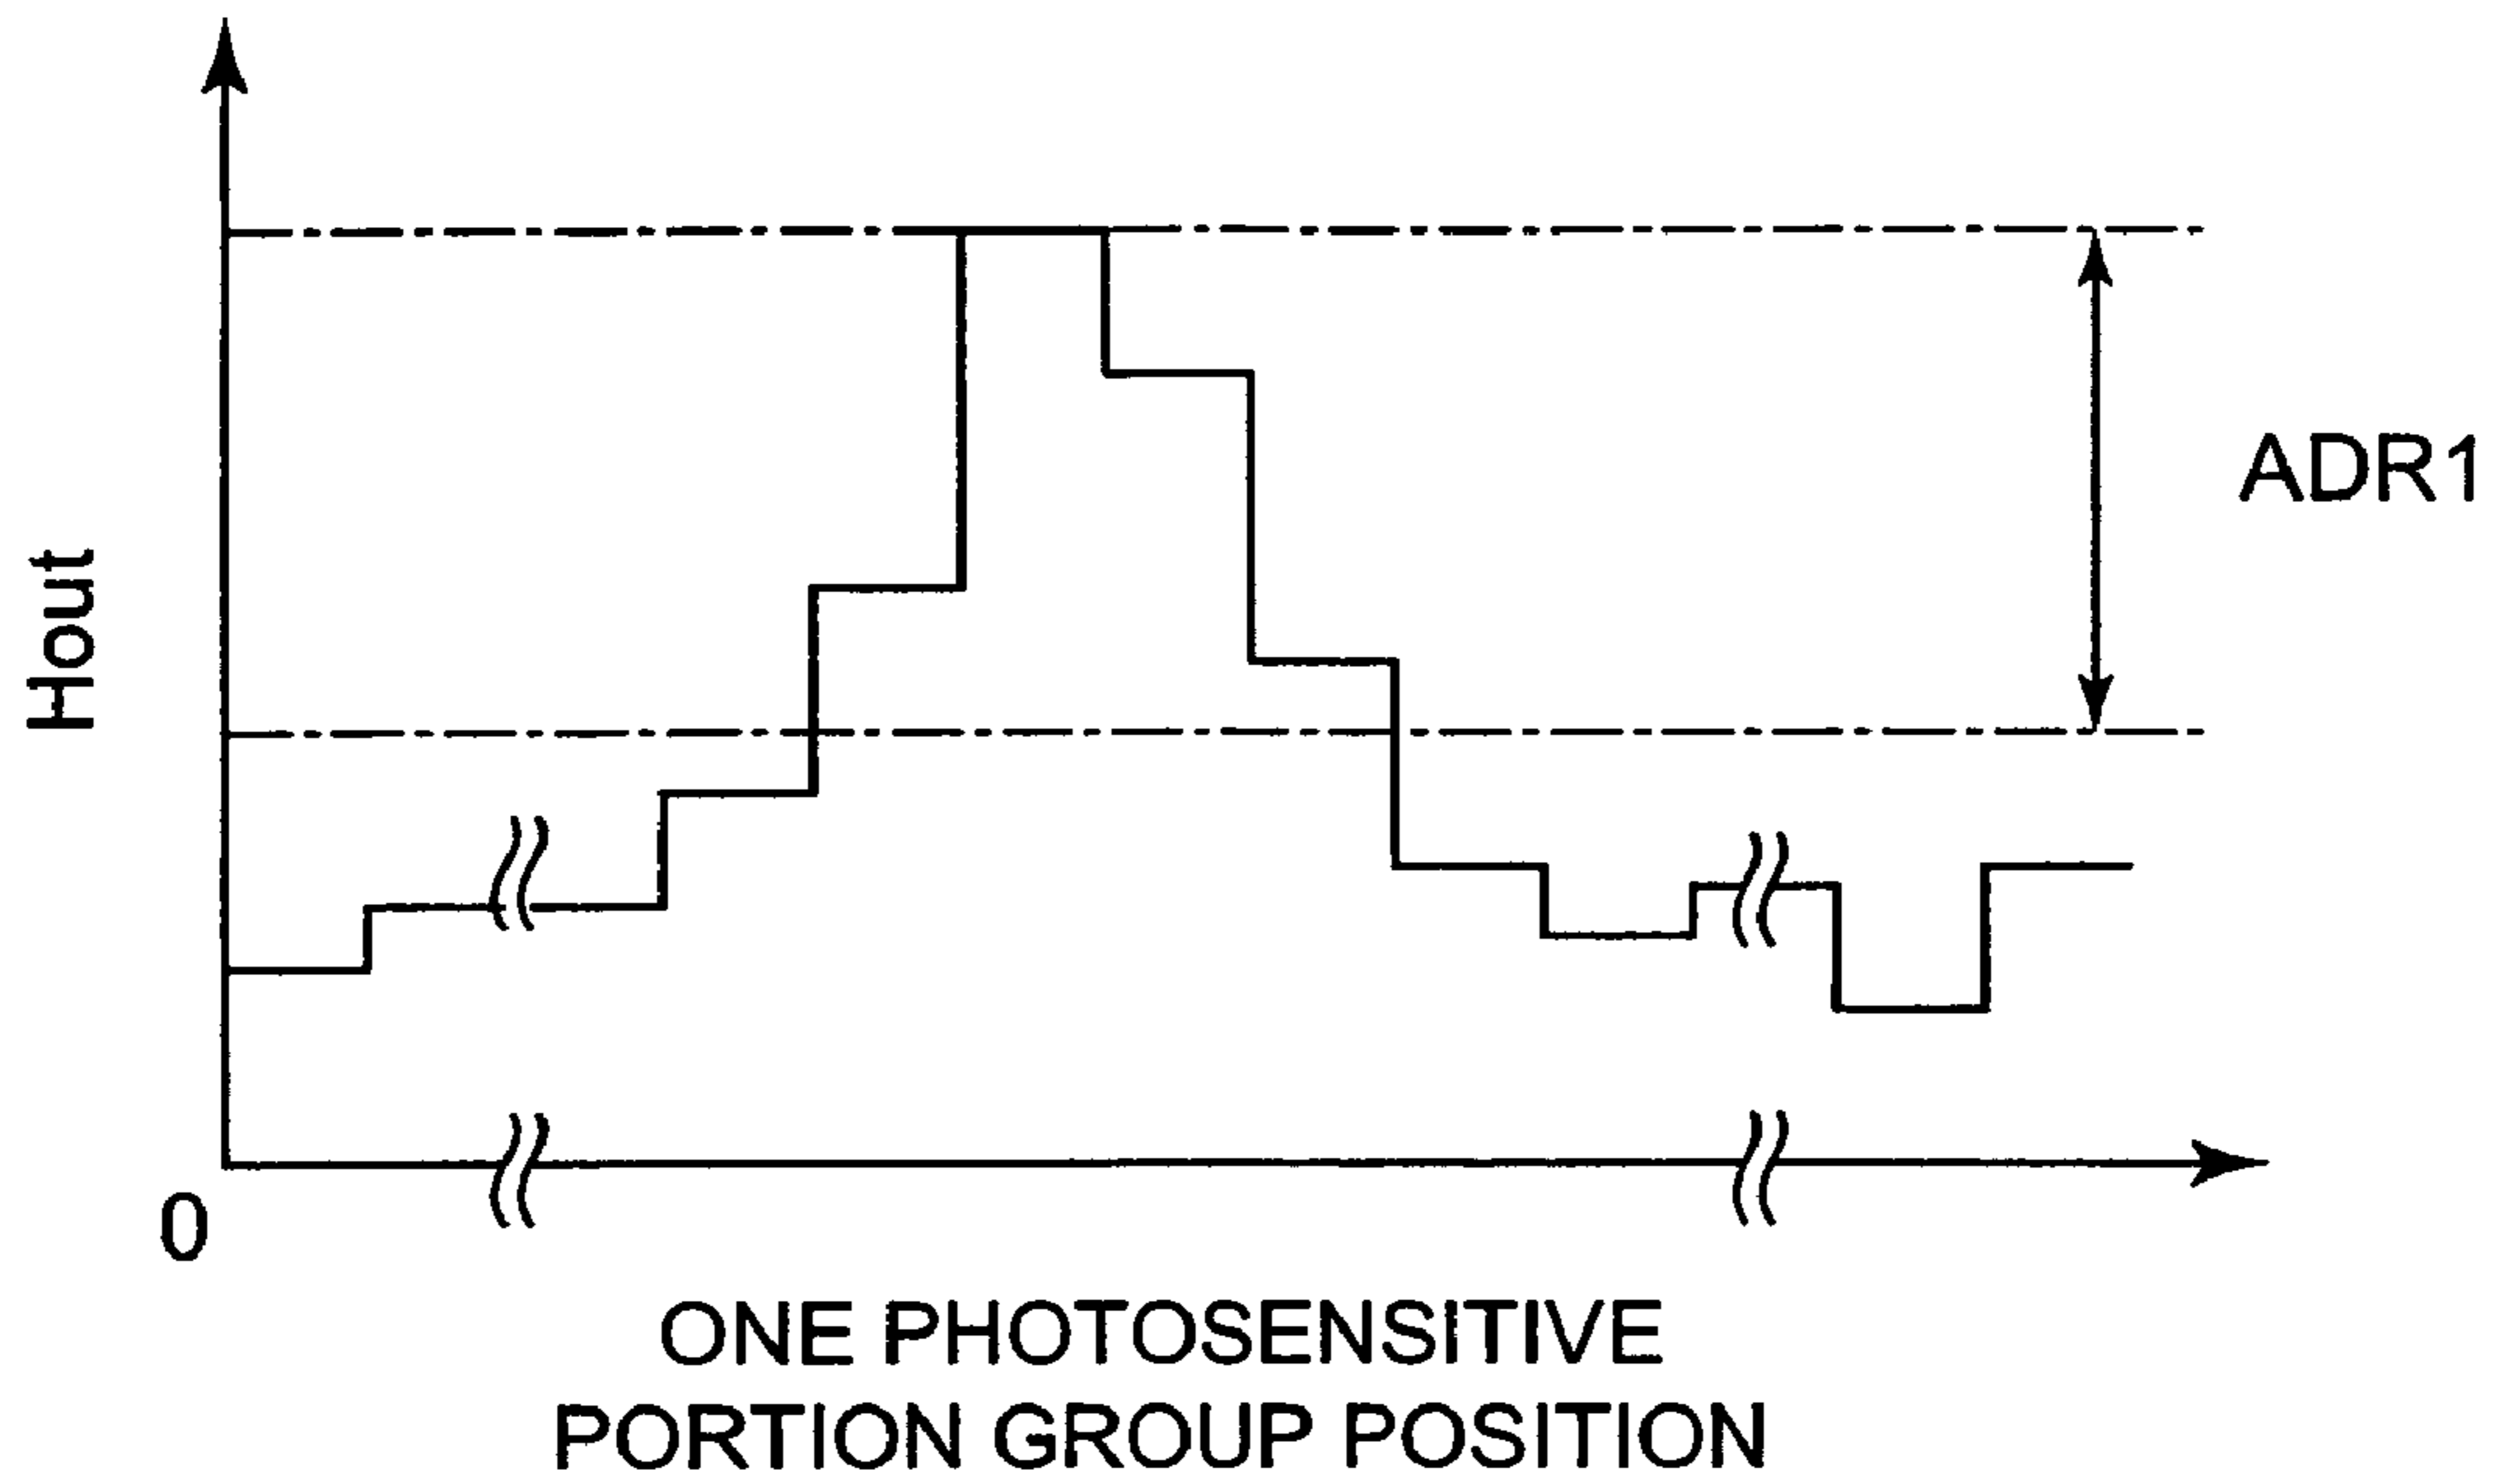 Hout
ADR1
0
ONE PHOTOSENSITIVE
PORTION GROUP POSITION